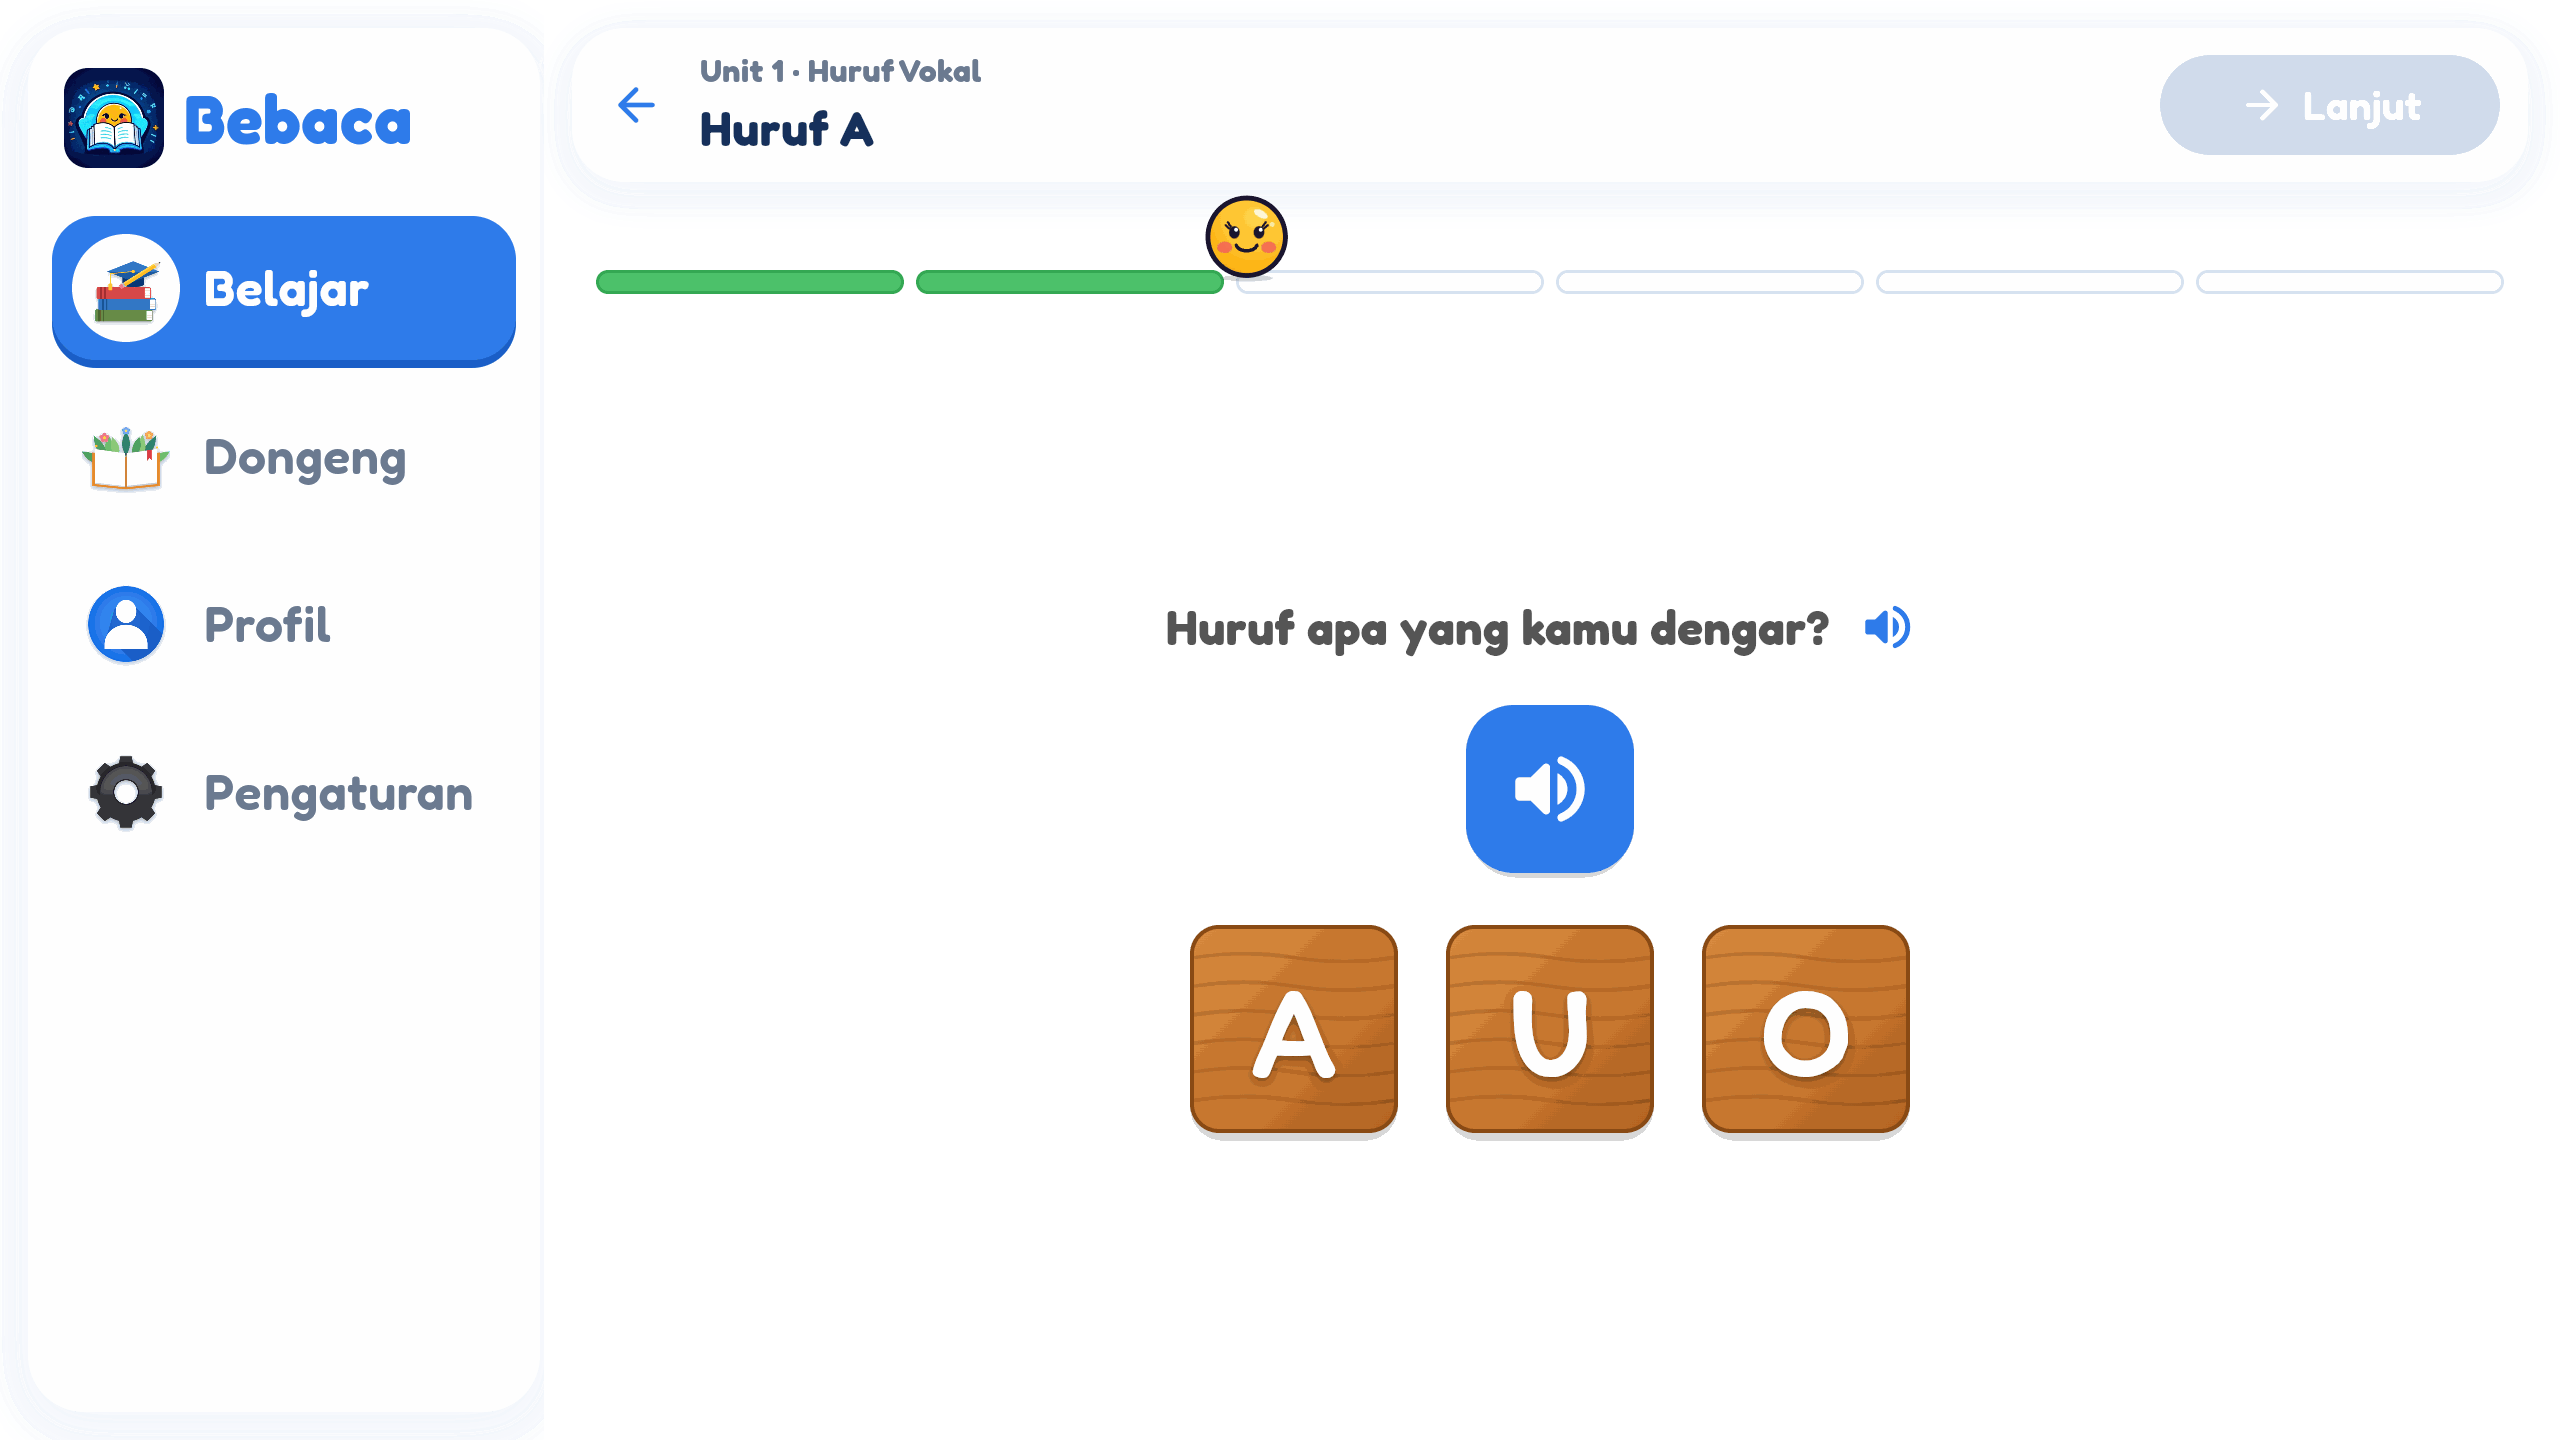 Bebaca
Belajar
Dongeng
Profil
Pengaturan
Unit 1 · Huruf Vokal
Huruf A
Lanjut
Huruf apa yang kamu dengar?
A U O